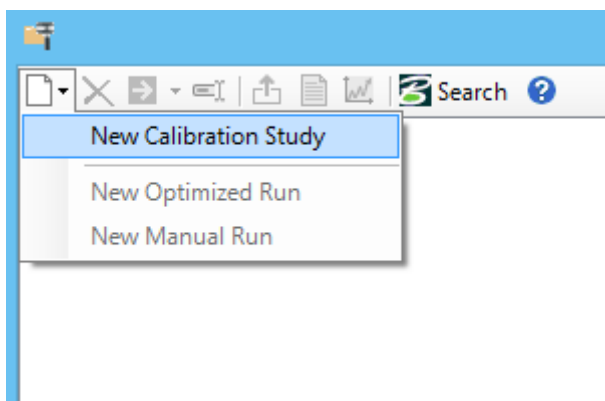 Search
New Calibration Study
New Optimized Run
New Manual Run